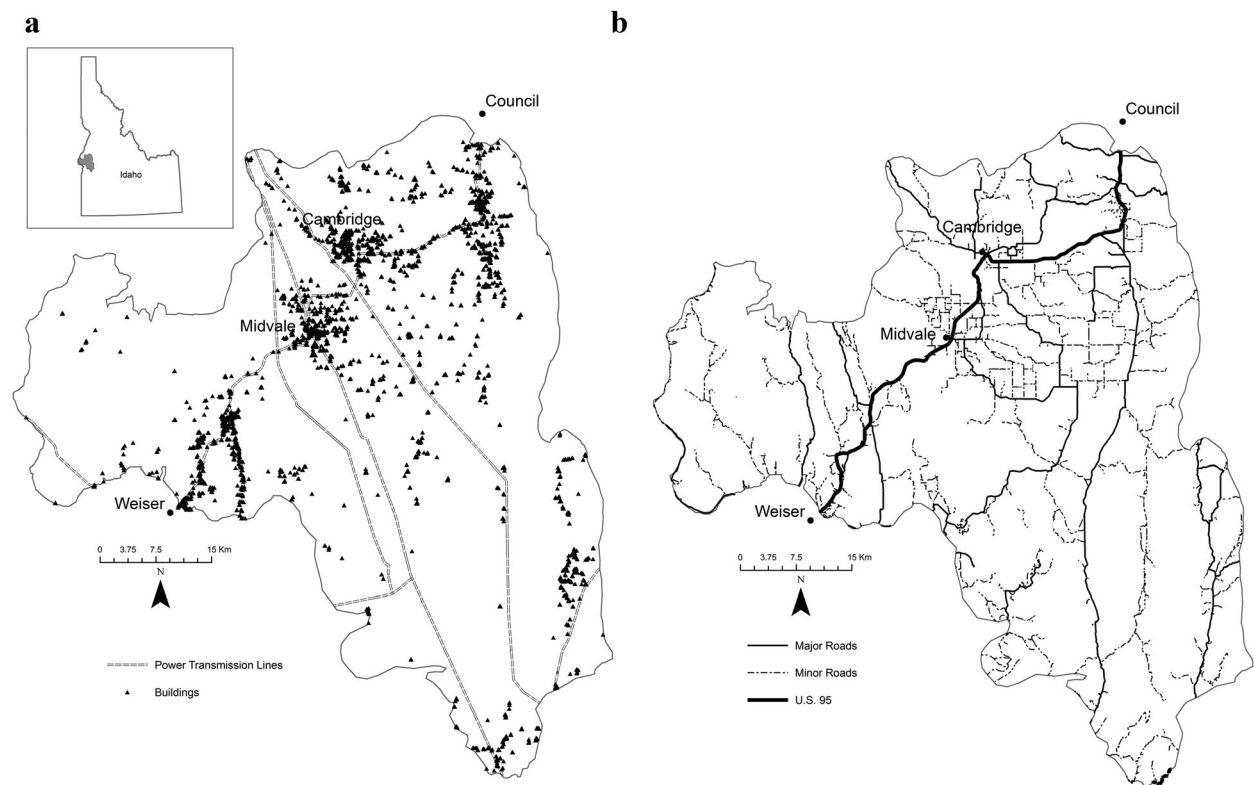 a
Idaho
Council
Cambridge
Midvale
Weiser
0 3.75 7.5 15 Km
N
Power Transmission Lines
Buildings
b
Council
Cambridge
Midvale
Weiser
0 3.75 7.5 15 Km
N
Major Roads
Minor Roads
U.S. 95